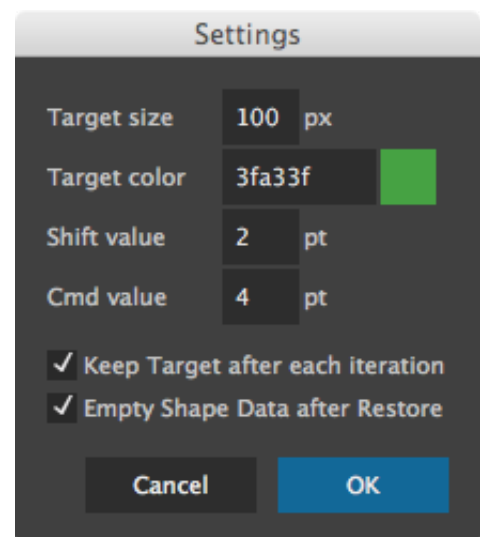 Settings
Target size 100 px
Target color 3fa33f
Shift value 2 pt
Cmd value 4 pt
Keep Target after each iteration
Empty Shape Data after Restore
Cancel OK